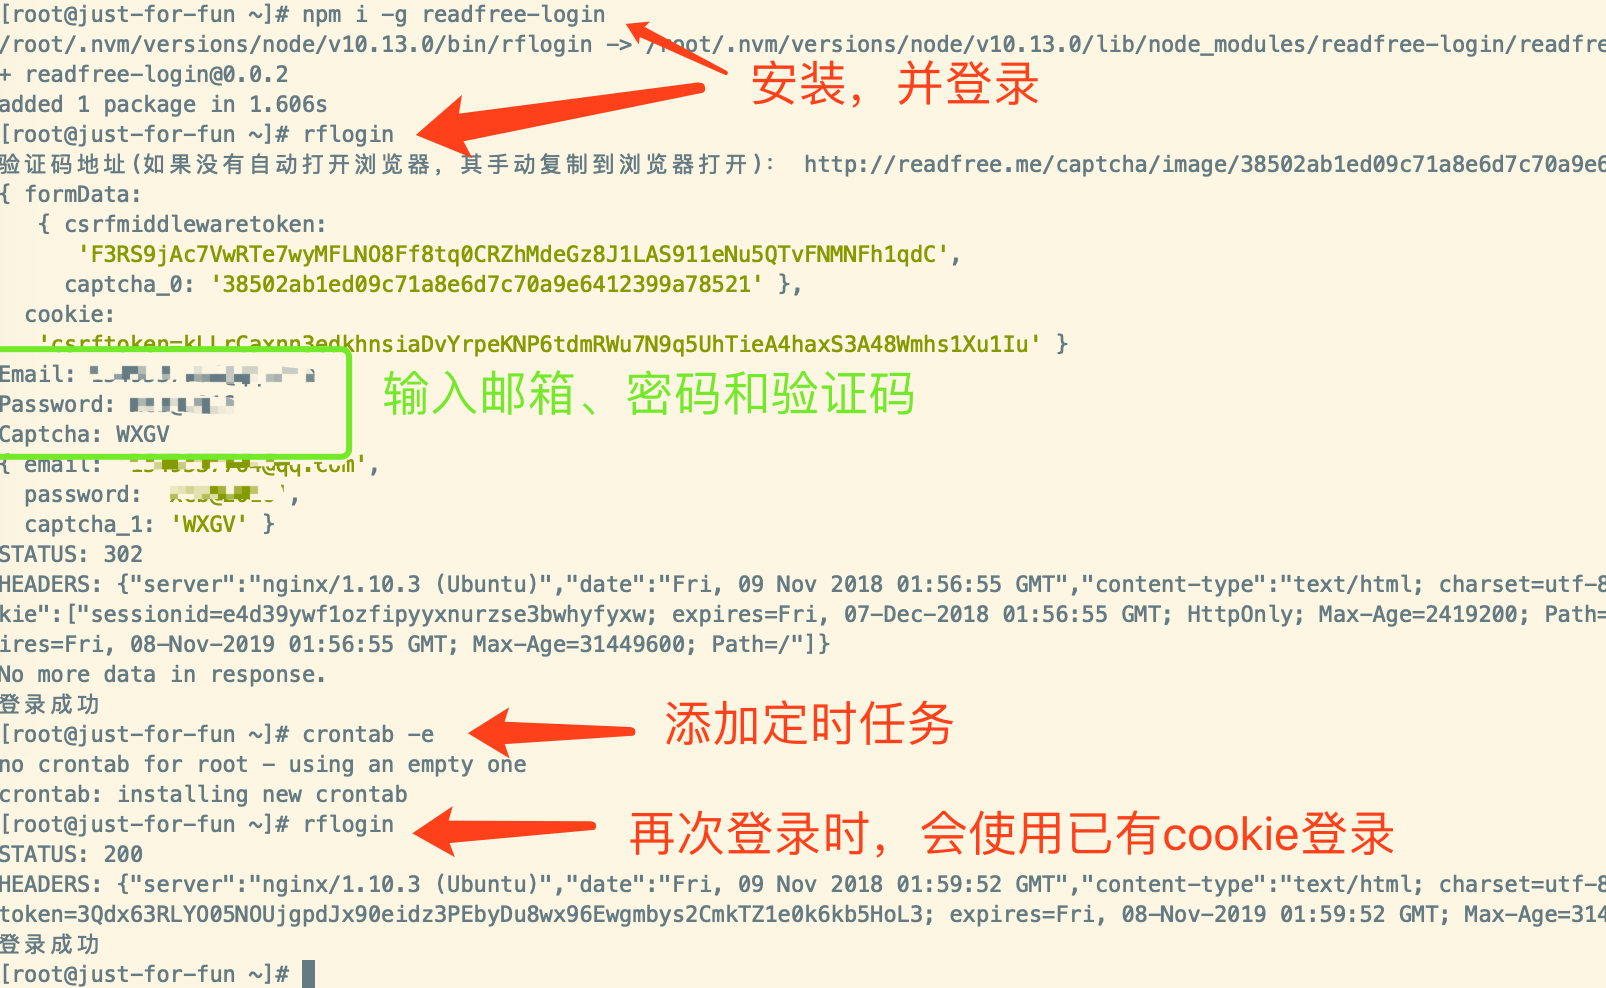 [root@just-for-fun ~]# npm i -g readfree-login
/root/.nvm/versions/node/v10.13.0/bin/rflogin -> /root/.nvm/versions/node/v10.13.0/lib/node_modules/readfree-login/readfre
+ readfree-login@0.0.2
安装，并登录
added 1 package in 1.606s
[root@just-for-fun ~]# rflogin
验证码地址(如果没有自动打开浏览器，其手动复制到浏览器打开)： http://readfree.me/captcha/image/38502ab1ed09c71a8e6d7c70a9e6
{ formData:
{ csrfmiddlewaretoken:
'F3RS9jAc7VwRTe7wyMFLNO8Ff8tq0CRZhMdeGz8J1LAS911eNu5QTvFNMNFh1qdC',
captcha_0: '38502ab1ed09c71a8e6d7c70a9e6412399a78521' },
cookie:
'csrftoken=kLLrCaxnn3edkhnsiaDvYrpeKNP6tdmRWu7N9q5UhTieA4haxS3A48Wmhs1Xu1Iu' }
Email:
输入邮箱、密码和验证码
Password:
Captcha: WXGV
{ email:
password:
captcha_1: 'WXGV' }
STATUS: 302
HEADERS: {"server":"nginx/1.10.3 (Ubuntu)","date":"Fri, 09 Nov 2018 01:56:55 GMT","content-type":"text/html; charset=utf-8
kie":["sessionid=e4d39ywf1ozfipyyxnurzse3bwhyfyxw; expires=Fri, 07-Dec-2018 01:56:55 GMT; HttpOnly; Max-Age=2419200; Path=
ires=Fri, 08-Nov-2019 01:56:55 GMT; Max-Age=31449600; Path=/"]}
No more data in response.
登录成功
[root@just-for-fun ~]# crontab -e
添加定时任务
no crontab for root - using an empty one
crontab: installing new crontab
[root@just-for-fun ~]# rflogin
再次登录时，会使用已有cookie登录
STATUS: 200
HEADERS: {"server":"nginx/1.10.3 (Ubuntu)","date":"Fri, 09 Nov 2018 01:59:52 GMT","content-type":"text/html; charset=utf-8
token=3Qdx63RLYO05NOUjgpdJx90eidz3PEbyDu8wx96Ewgmbys2CmkTZ1e0k6kb5HoL3; expires=Fri, 08-Nov-2019 01:59:52 GMT; Max-Age=314
登录成功
[root@just-for-fun ~]#